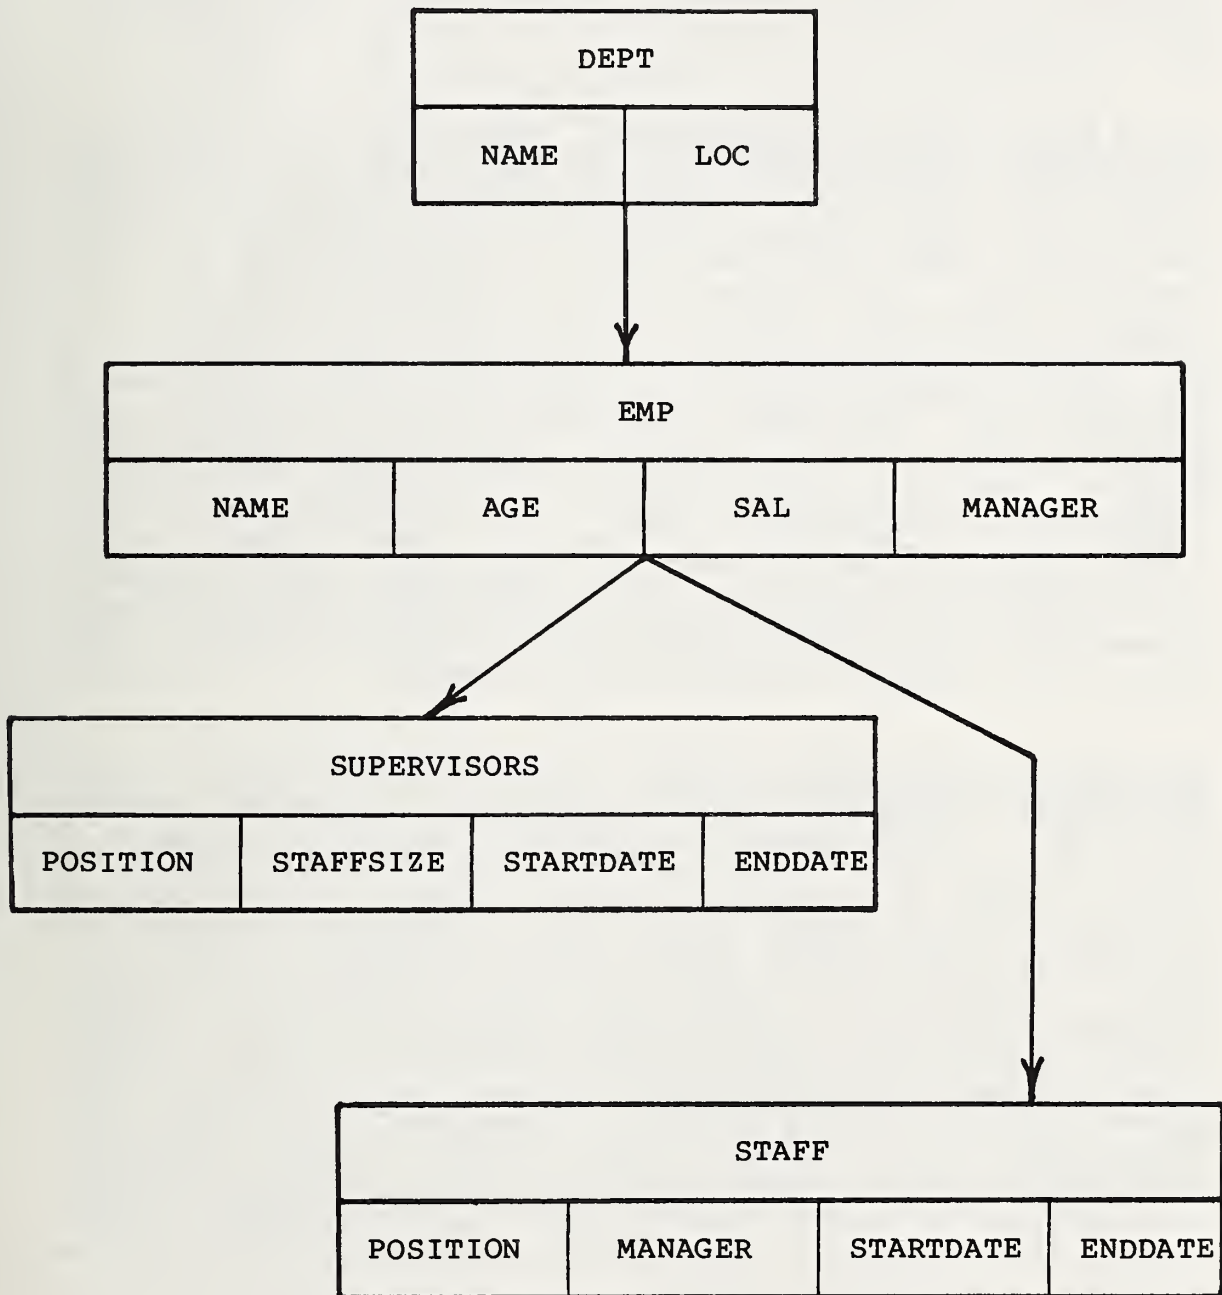 DEPT
NAME LOC
EMP
NAME AGE SAL MANAGER
SUPERVISORS
POSITION STAFFSIZE STARTDATE ENDDATE
STAFF
POSITION MANAGER STARTDATE ENDDATE